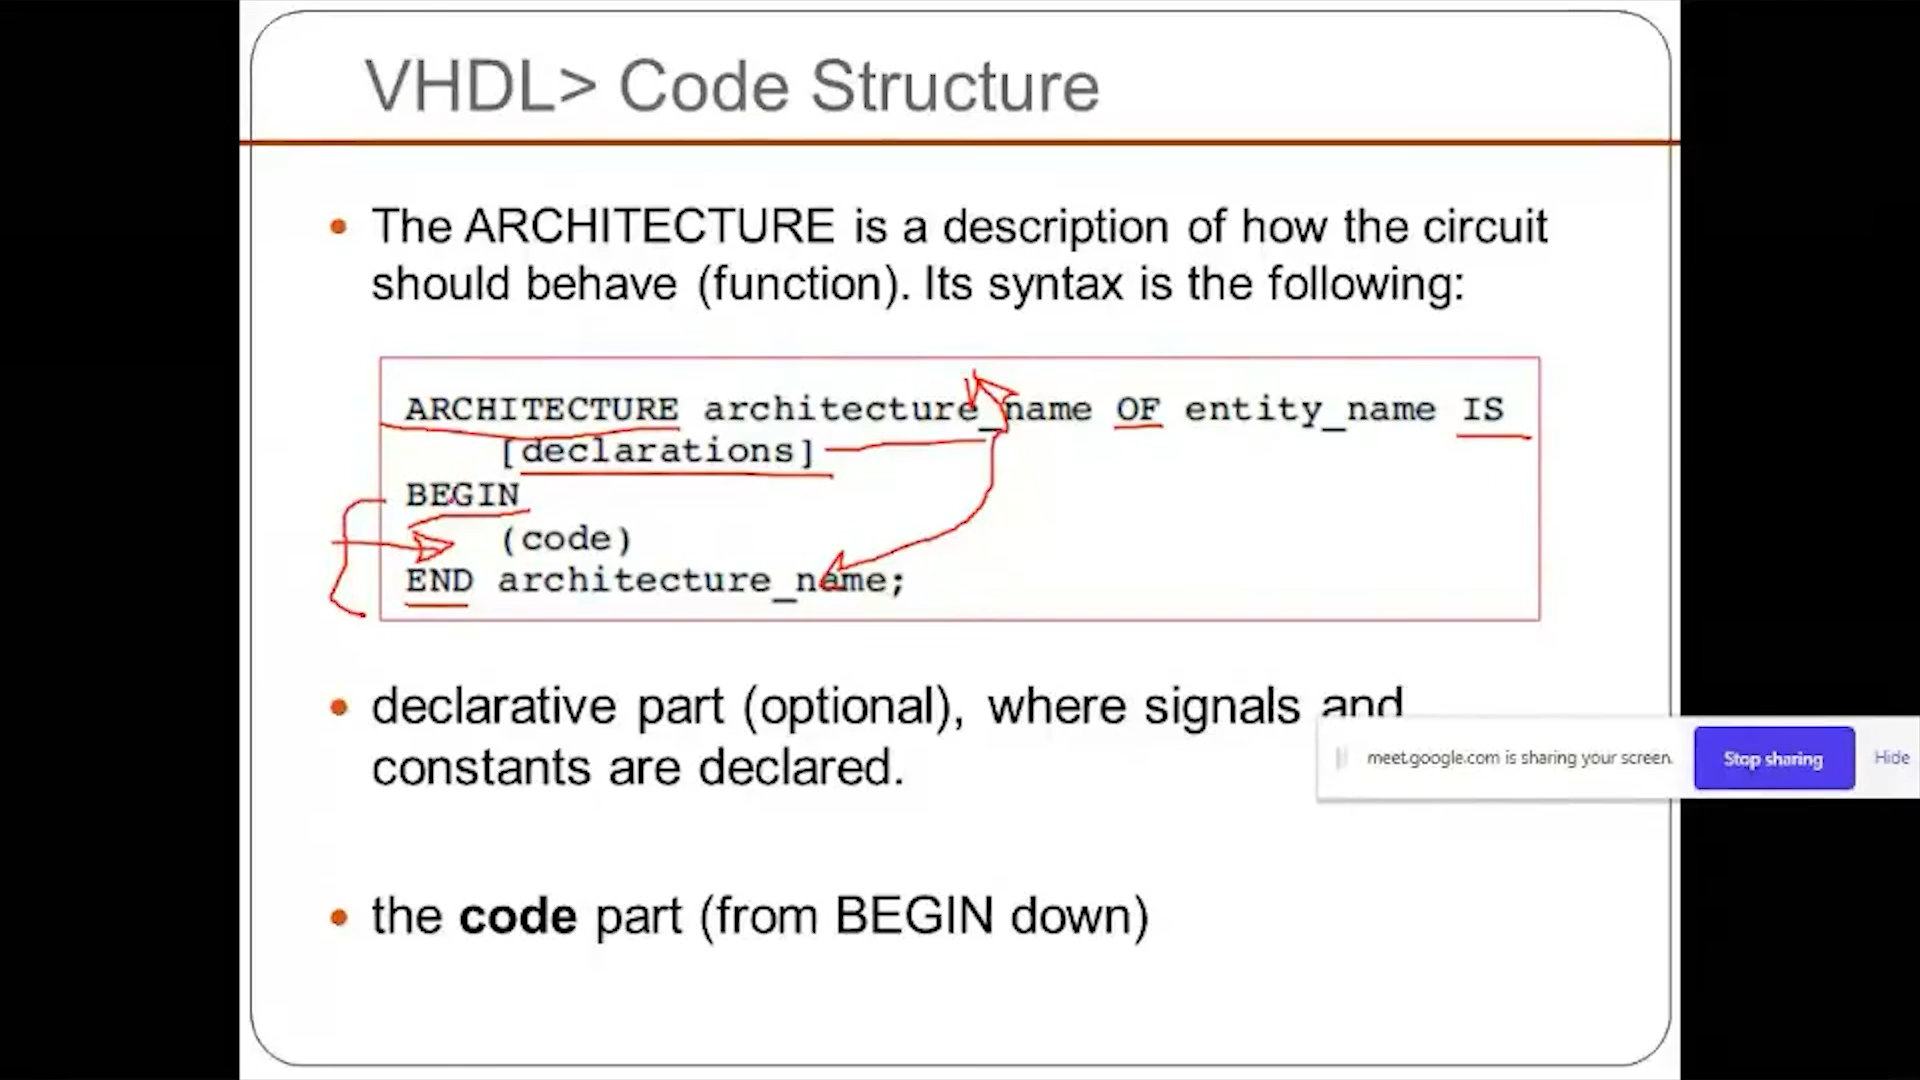 VHDL> Code Structure
• The ARCHITECTURE is a description of how the circuit
should behave (function). Its syntax is the following:
ARCHITECTURE architecture_name OF entity_name IS
[declarations]
BEGIN
(code)
END architecture_name;
• declarative part (optional), where signals and
constants are declared.
meet.google.com is sharing your screen. Stop sharing Hide
• the code part (from BEGIN down)